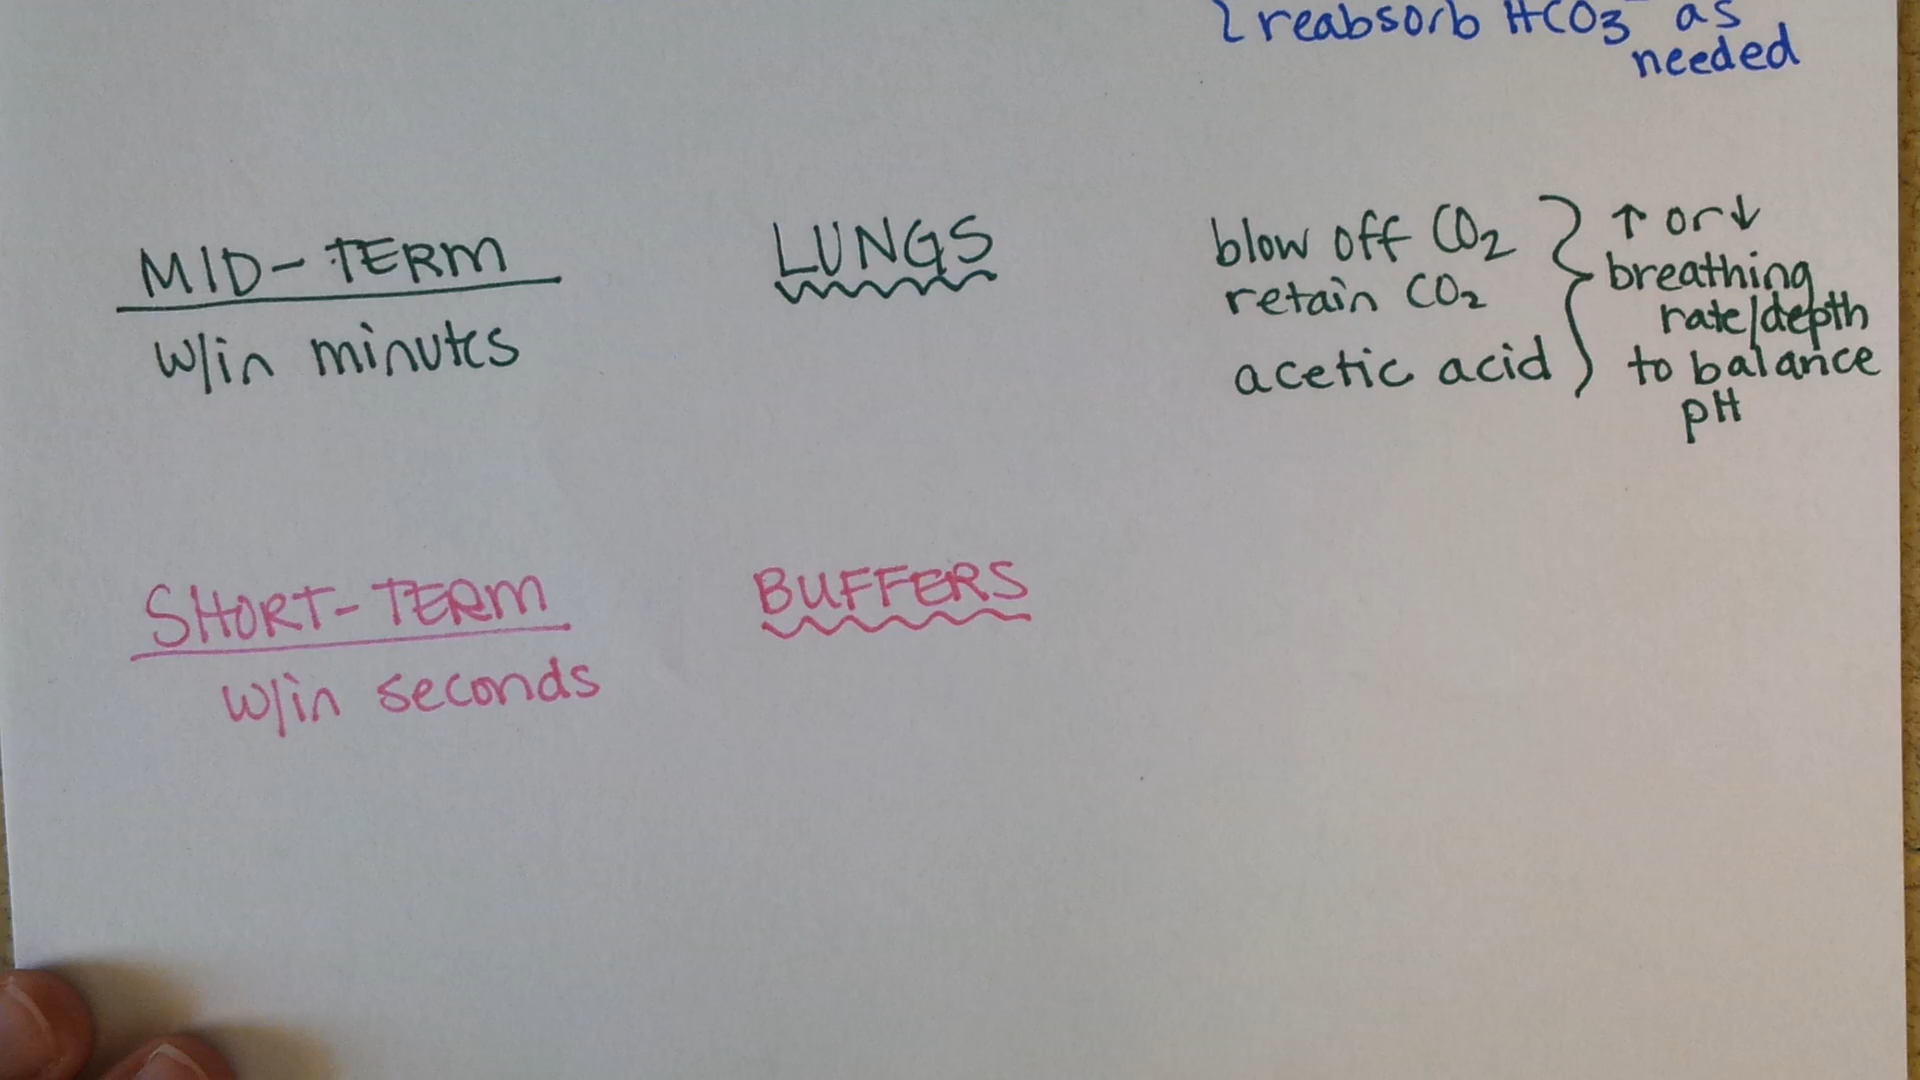 reabsorb HCO3⁻ as
needed
MID-TERM
w/in minutes
LUNGS
blow off CO2
retain CO2
acetic acid
↑ or ↓
breathing
rate/depth
to balance
pH
SHORT-TERM
w/in seconds
BUFFERS